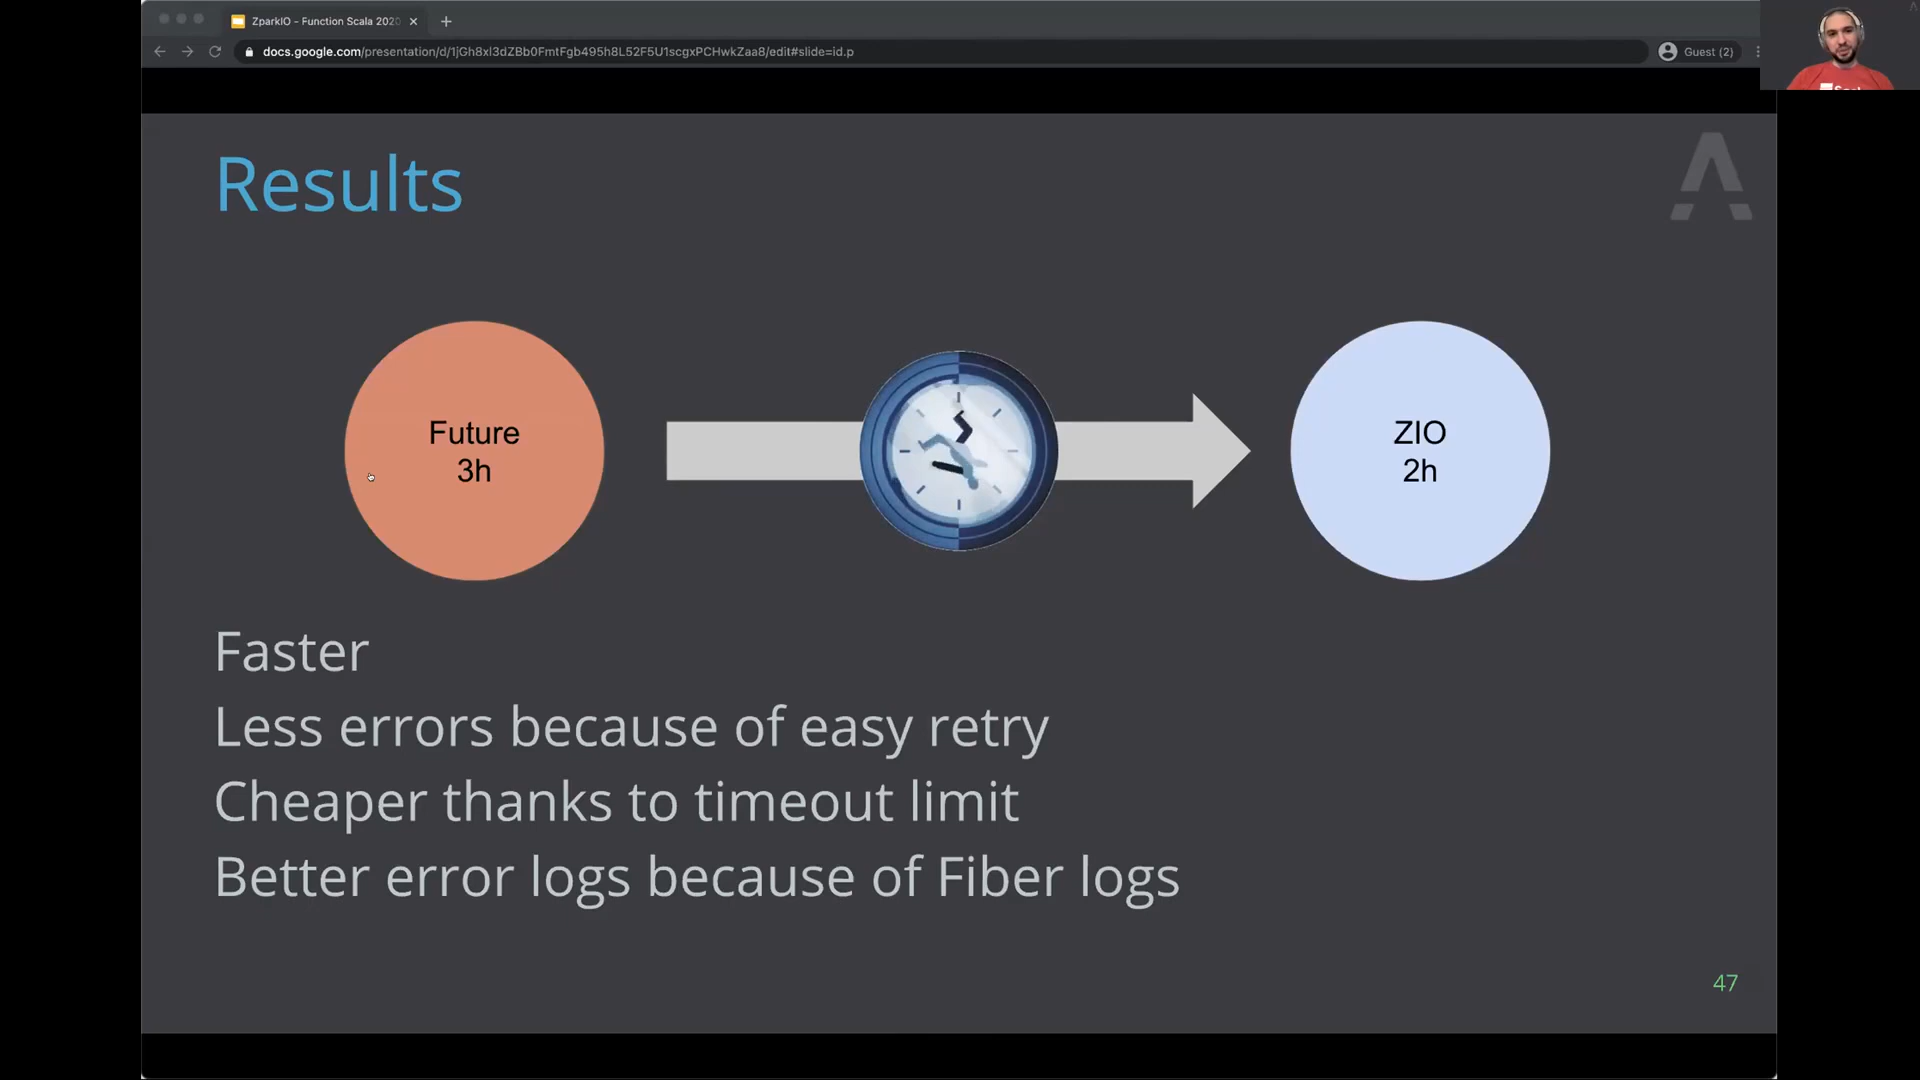 ZparkIO - Function Scala 2020
docs.google.com/presentation/d/1jGh8xI3dZBb0FmtFgb495h8L52F5U1scgxPCHwkZaa8/edit#slide=id.p
Guest (2)
Results
Future
3h
ZIO
2h
Faster
Less errors because of easy retry
Cheaper thanks to timeout limit
Better error logs because of Fiber logs
47